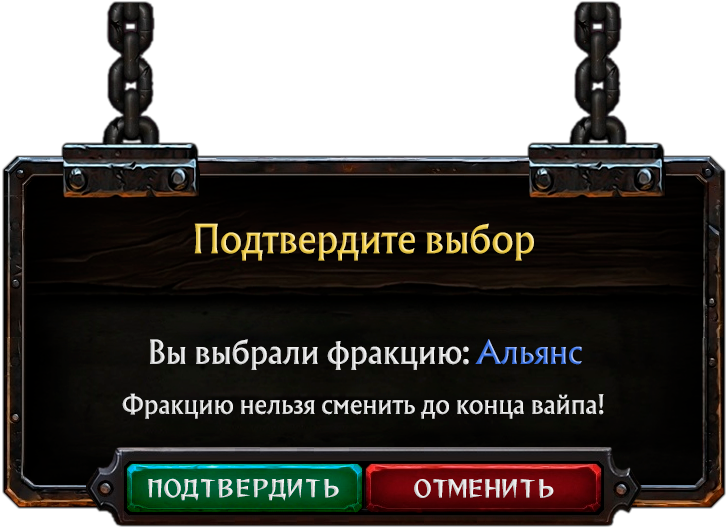 Подтвердите выбор
Вы выбрали фракцию: Альянс
Фракцию нельзя сменить до конца вайпа!
ПОДТВЕРДИТЬ
ОТМЕНИТЬ